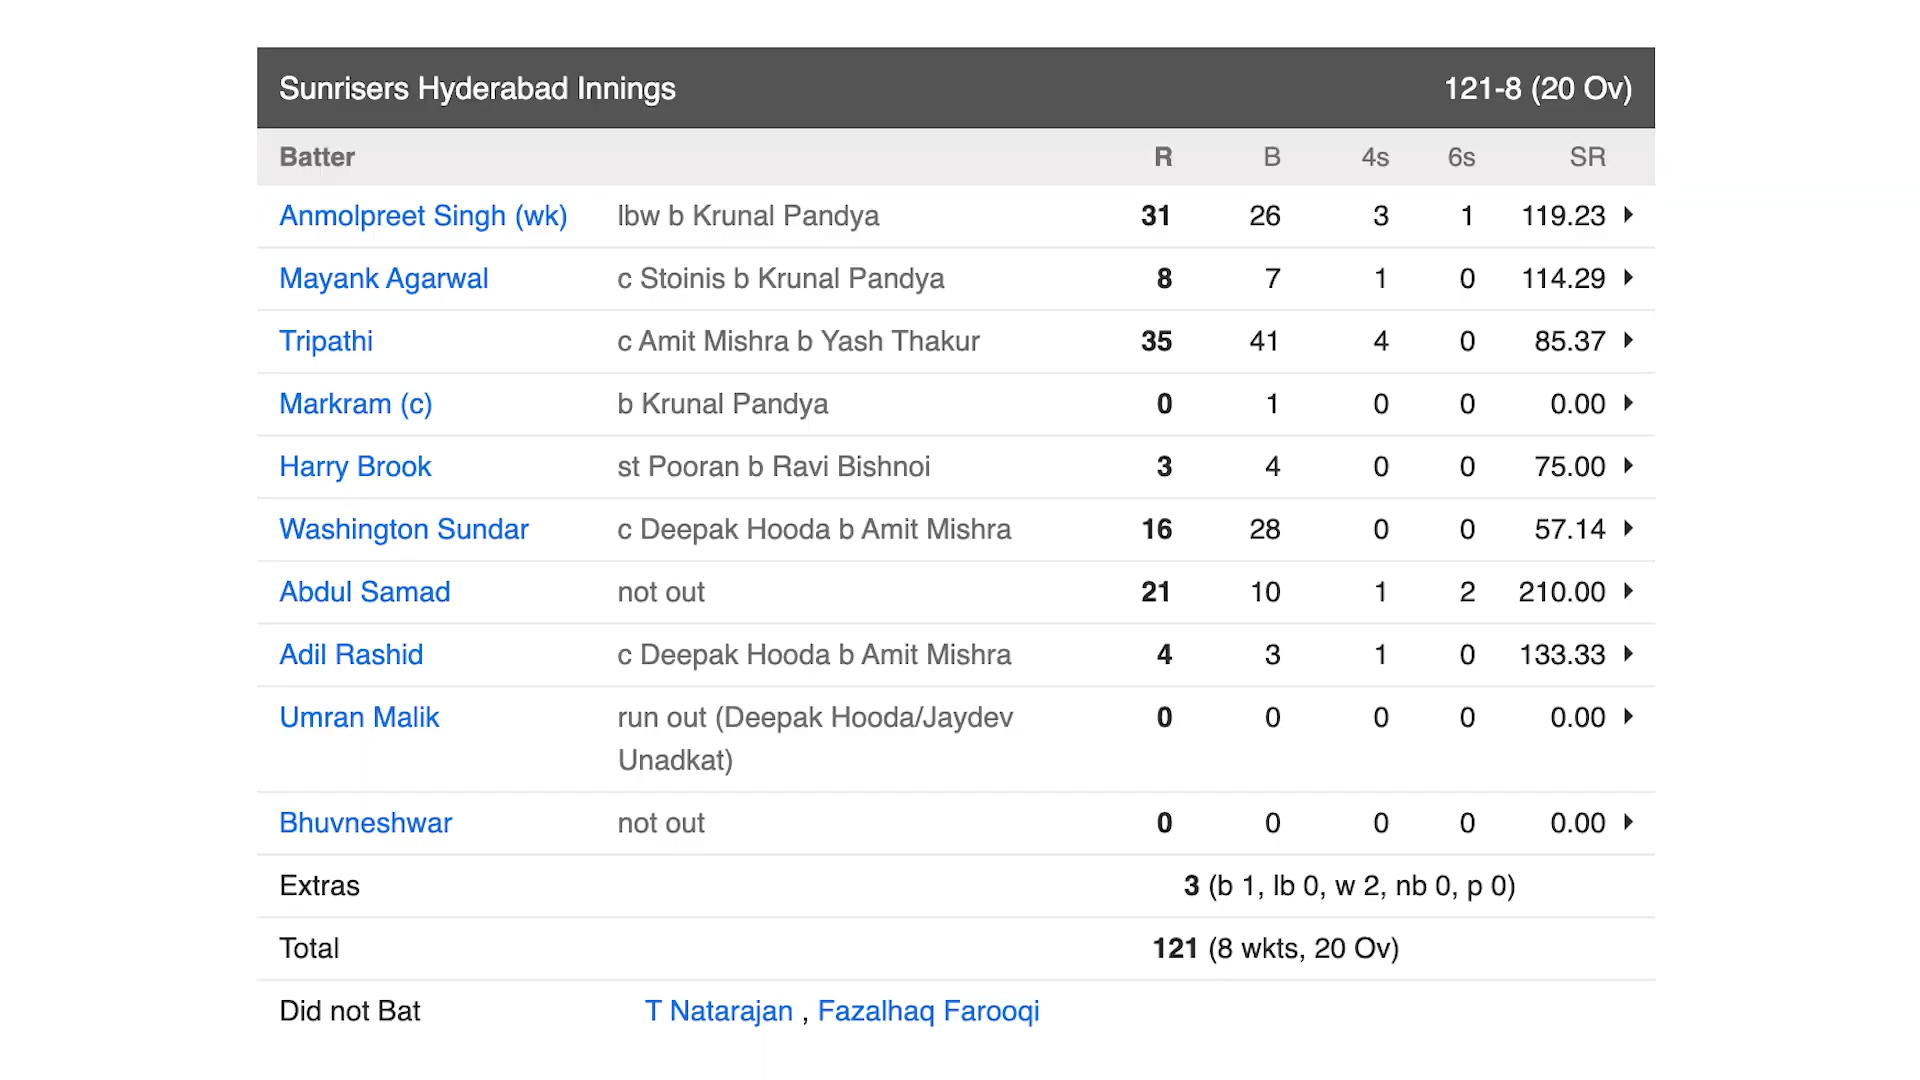 Sunrisers Hyderabad Innings 121-8 (20 Ov)
Batter R B 4s 6s SR
Anmolpreet Singh (wk) lbw b Krunal Pandya 31 26 3 1 119.23
Mayank Agarwal c Stoinis b Krunal Pandya 8 7 1 0 114.29
Tripathi c Amit Mishra b Yash Thakur 35 41 4 0 85.37
Markram (c) b Krunal Pandya 0 1 0 0 0.00
Harry Brook st Pooran b Ravi Bishnoi 3 4 0 0 75.00
Washington Sundar c Deepak Hooda b Amit Mishra 16 28 0 0 57.14
Abdul Samad not out 21 10 1 2 210.00
Adil Rashid c Deepak Hooda b Amit Mishra 4 3 1 0 133.33
Umran Malik run out (Deepak Hooda/Jaydev 0 0 0 0 0.00
Unadkat)
Bhuvneshwar not out 0 0 0 0 0.00
Extras 3 (b 1, lb 0, w 2, nb 0, p 0)
Total 121 (8 wkts, 20 Ov)
Did not Bat T Natarajan , Fazalhaq Farooqi